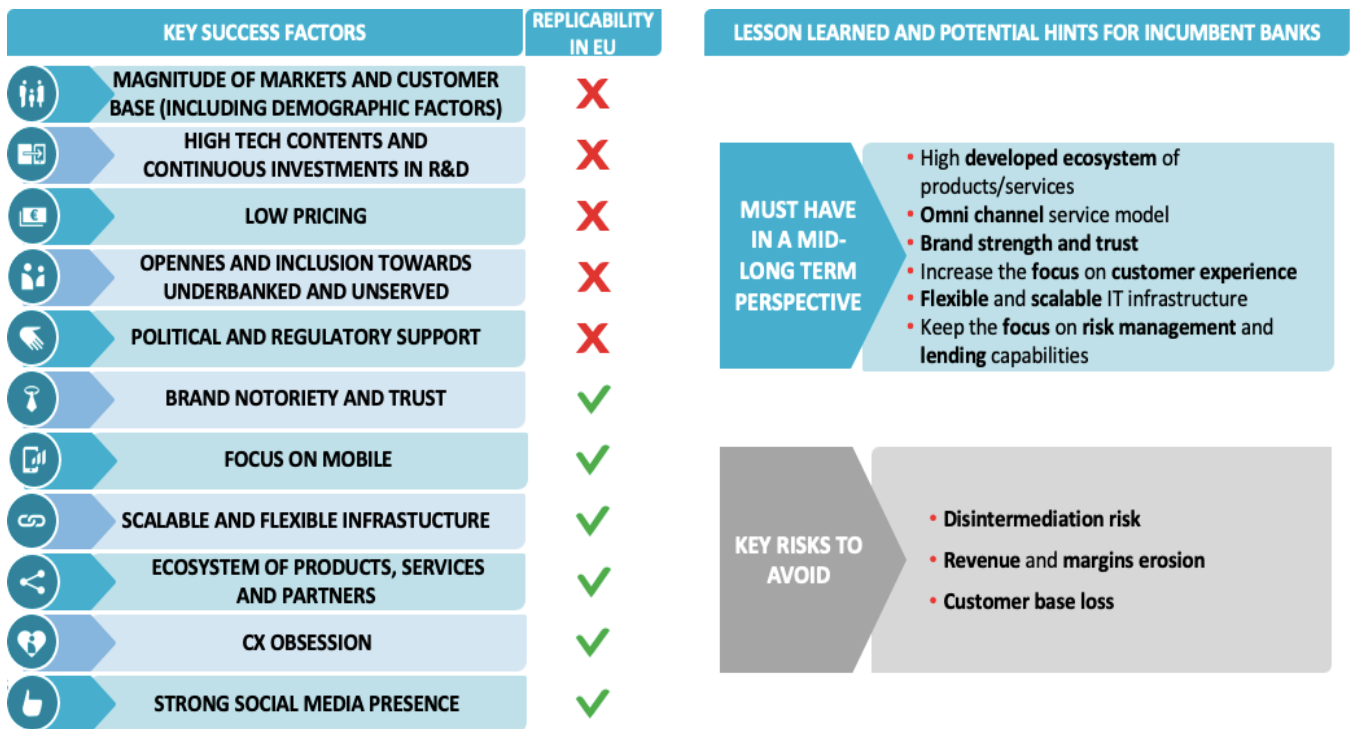 KEY SUCCESS FACTORS
REPLICABILITY
IN EU
MAGNITUDE OF MARKETS AND CUSTOMER
BASE (INCLUDING DEMOGRAPHIC FACTORS)
HIGH TECH CONTENTS AND
CONTINUOUS INVESTMENTS IN R&D
€
LOW PRICING
OPENNES AND INCLUSION TOWARDS
UNDERBANKED AND UNSERVED
POLITICAL AND REGULATORY SUPPORT
BRAND NOTORIETY AND TRUST
FOCUS ON MOBILE
SCALABLE AND FLEXIBLE INFRASTUCTURE
ECOSYSTEM OF PRODUCTS, SERVICES
AND PARTNERS
CX OBSESSION
STRONG SOCIAL MEDIA PRESENCE
LESSON LEARNED AND POTENTIAL HINTS FOR INCUMBENT BANKS
MUST HAVE
IN A MID-
LONG TERM
PERSPECTIVE
• High developed ecosystem of
products/services
• Omni channel service model
• Brand strength and trust
• Increase the focus on customer experience
• Flexible and scalable IT infrastructure
• Keep the focus on risk management and
lending capabilities
KEY RISKS TO
AVOID
• Disintermediation risk
• Revenue and margins erosion
• Customer base loss